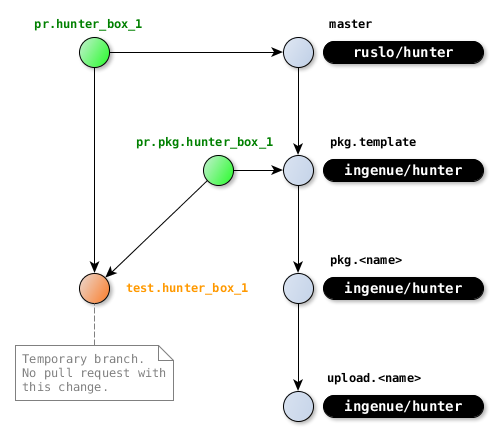 pr.hunter_box_1
master
ruslo/hunter
pr.pkg.hunter_box_1
pkg.template
ingenue/hunter
pkg.<name>
test.hunter_box_1
ingenue/hunter
Temporary branch.
No pull request with
this change.
upload.<name>
ingenue/hunter